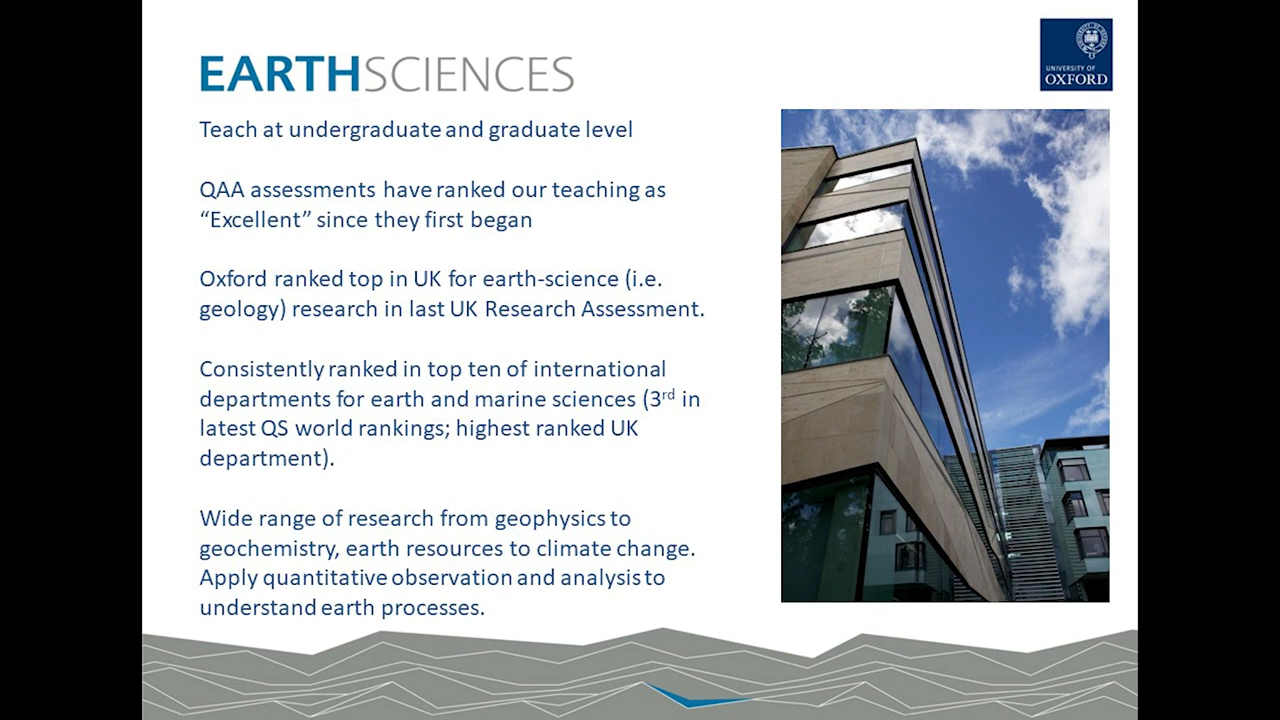 EARTHSCIENCES
UNIVERSITY OF
OXFORD
Teach at undergraduate and graduate level
QAA assessments have ranked our teaching as
“Excellent” since they first began
Oxford ranked top in UK for earth-science (i.e.
geology) research in last UK Research Assessment.
Consistently ranked in top ten of international
departments for earth and marine sciences (3rd in
latest QS world rankings; highest ranked UK
department).
Wide range of research from geophysics to
geochemistry, earth resources to climate change.
Apply quantitative observation and analysis to
understand earth processes.